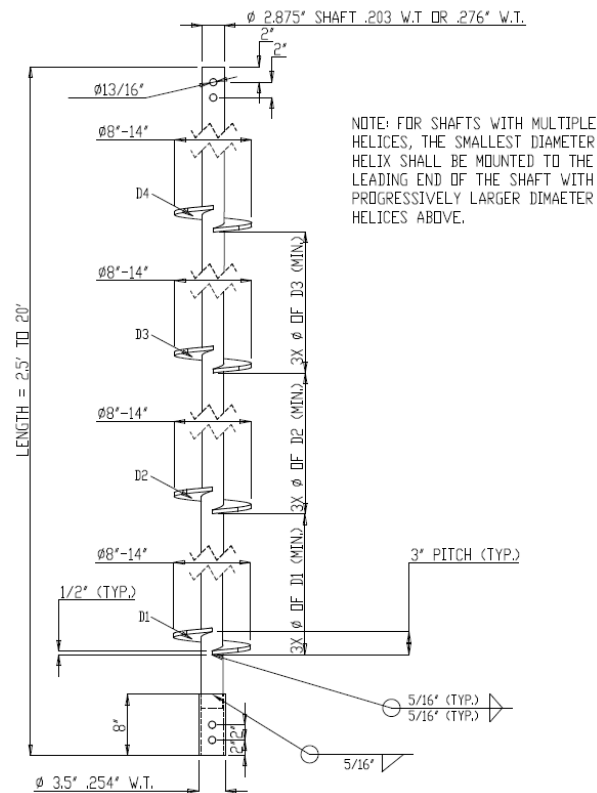 ø 2.875" SHAFT .203 W.T OR .276" W.T.
2"
2"
ø13/16"
ø8"-14"
NOTE: FOR SHAFTS WITH MULTIPLE
HELICES, THE SMALLEST DIAMETER
HELIX SHALL BE MOUNTED TO THE
LEADING END OF THE SHAFT WITH
PROGRESSIVELY LARGER DIMAETER
HELICES ABOVE.
D4
3X ø OF D3 (MIN.)
ø8"-14"
D3
LENGTH = 2.5' TO 20'
3X ø OF D2 (MIN.)
ø8"-14"
D2
3X ø OF D1 (MIN.)
ø8"-14"
3" PITCH (TYP.)
1/2" (TYP.)
D1
5/16" (TYP.)
5/16" (TYP.)
8"
2"
2"
5/16"
ø 3.5" .254" W.T.